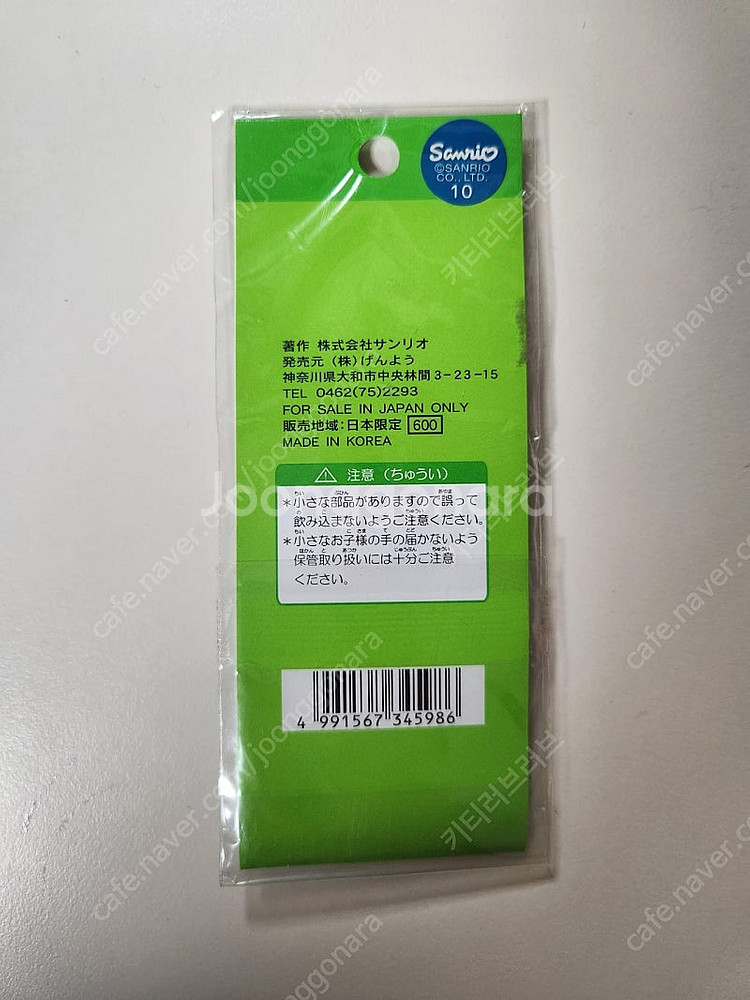 Sanrio
©SANRIO
CO., LTD.
10
著作 株式会社サンリオ
発売元 (株)げんよう
神奈川県大和市中央林間3-23-15
TEL 0462(75)2293
FOR SALE IN JAPAN ONLY
販売地域:日本限定 600
MADE IN KOREA
注意(ちゅうい)
*小さな部品がありますので誤って
飲み込まないようご注意ください。
*小さなお子様の手の届かないよう
保管取り扱いには十分ご注意
ください。
4 991567 345986
Joonggonara
cafe.naver.com/joonggonara
키티러브러브